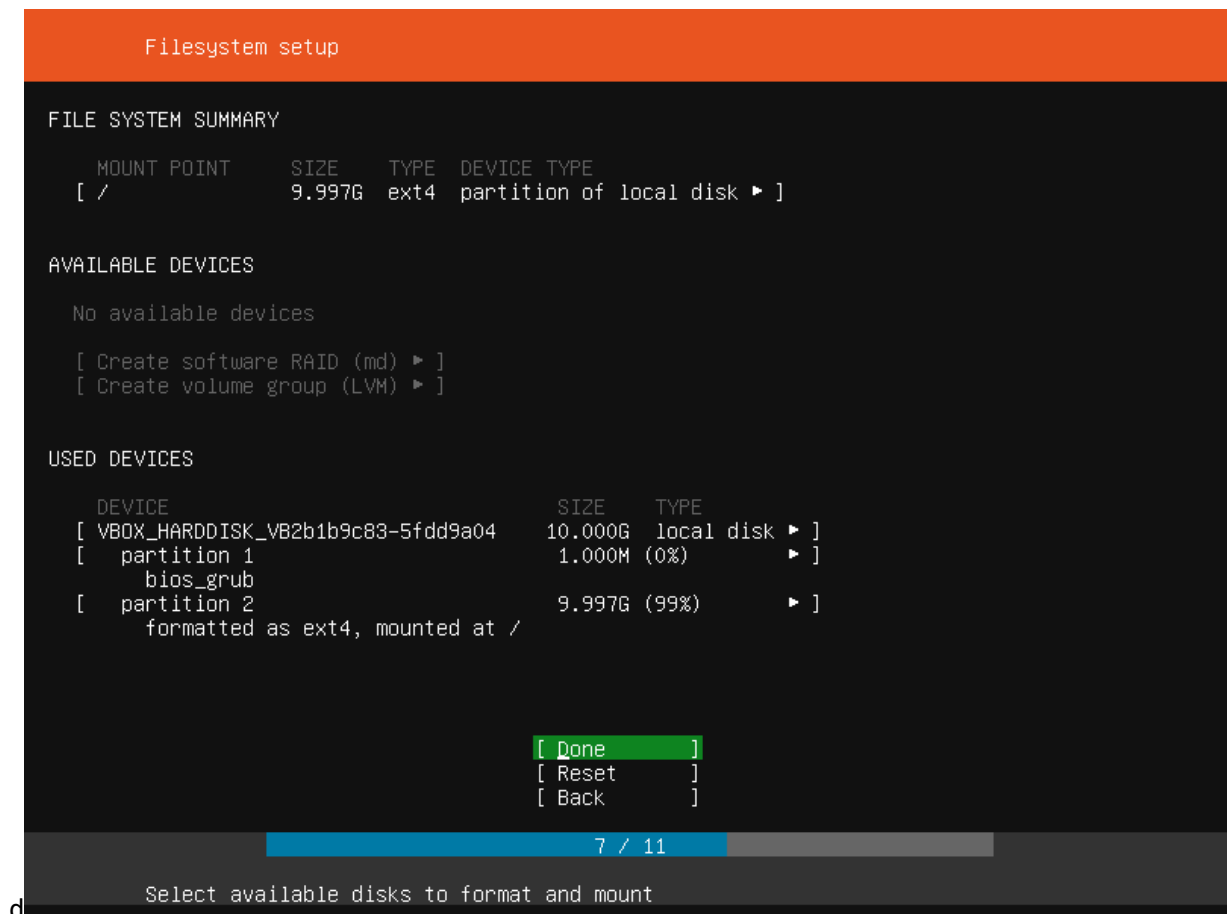 Filesystem setup
FILE SYSTEM SUMMARY
MOUNT POINT SIZE TYPE DEVICE TYPE
[ / 9.997G ext4 partition of local disk ▸ ]
AVAILABLE DEVICES
No available devices
[ Create software RAID (md) ▸ ]
[ Create volume group (LVM) ▸ ]
USED DEVICES
DEVICE SIZE TYPE
[ VBOX_HARDDISK_VB2b1b9c83-5fdd9a04 10.000G local disk ▸ ]
[ partition 1 1.000M (0%) ▸ ]
bios_grub
[ partition 2 9.997G (99%) ▸ ]
formatted as ext4, mounted at /
[ Done ]
[ Reset ]
[ Back ]
7 / 11
Select available disks to format and mount
d